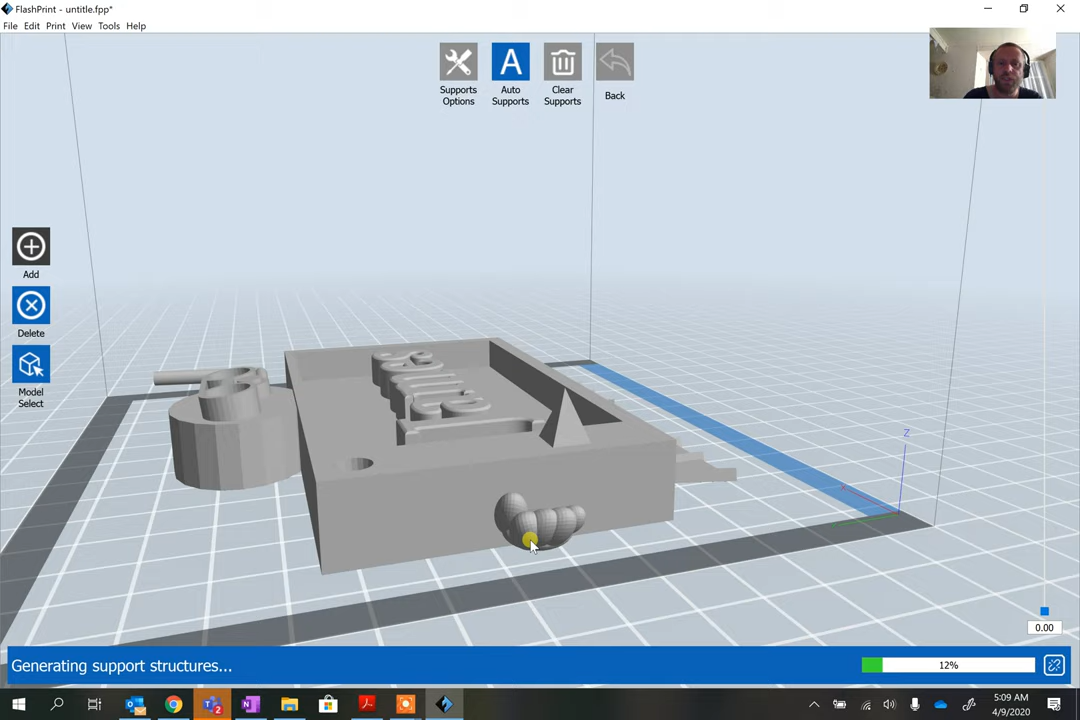 FlashPrint - untitle.fpp*
File Edit Print View Tools Help
Supports Options
Auto Supports
Clear Supports
Back
Add
Delete
Model Select
Z
0.00
Generating support structures...
12%
5:09 AM
4/9/2020